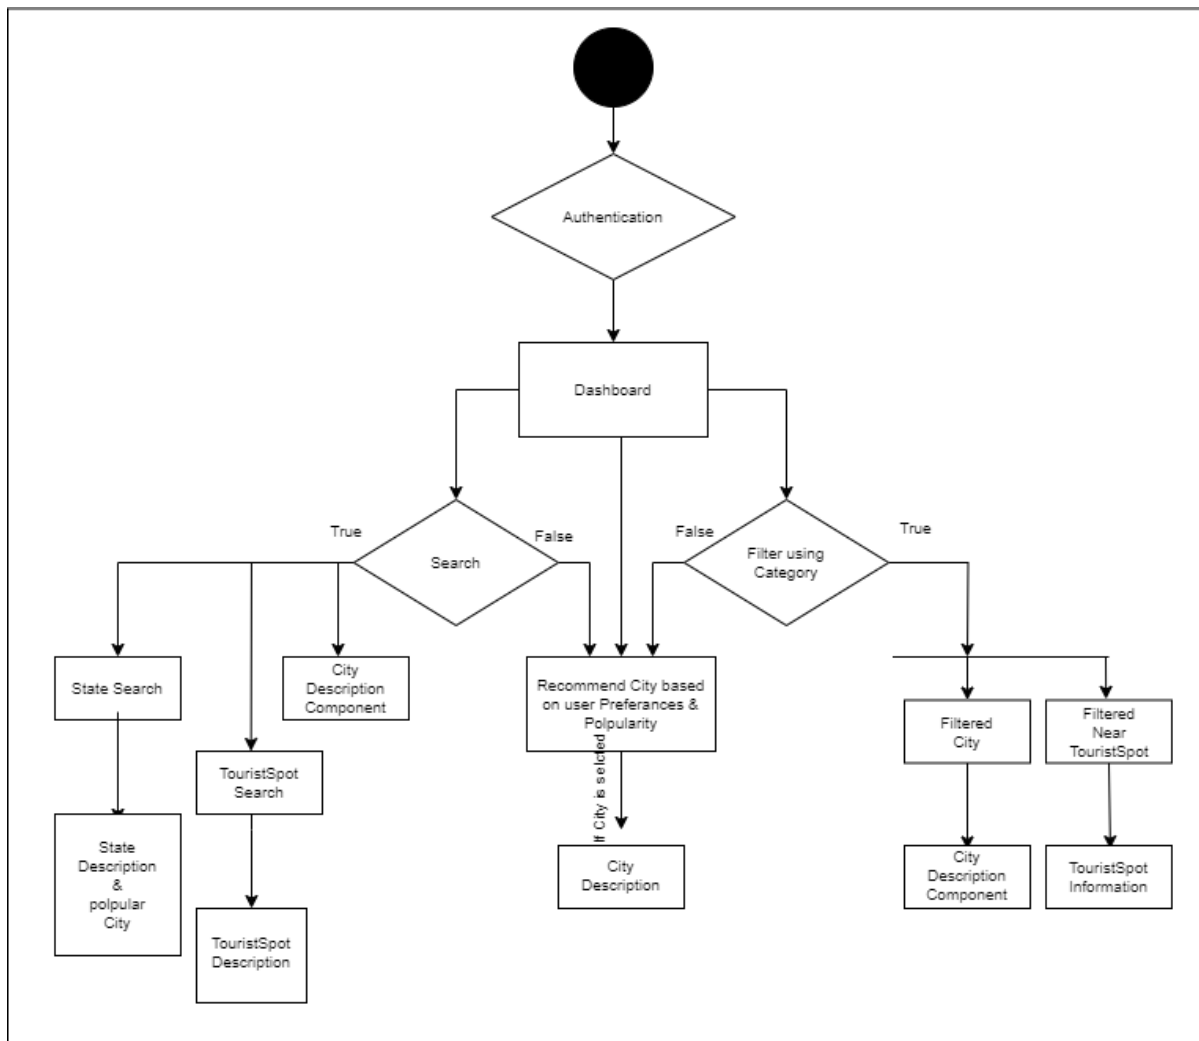 Authentication
Dashboard
True
False
False
True
Search
Filter using
Category
State Search
City
Description
Component
Recommend City based
on user Preferances &
Polpularity
Filtered
City
Filtered
Near
TouristSpot
TouristSpot
Search
If City is selcted
State
Description
&
polpular
City
City
Description
City
Description
Component
TouristSpot
Information
TouristSpot
Description